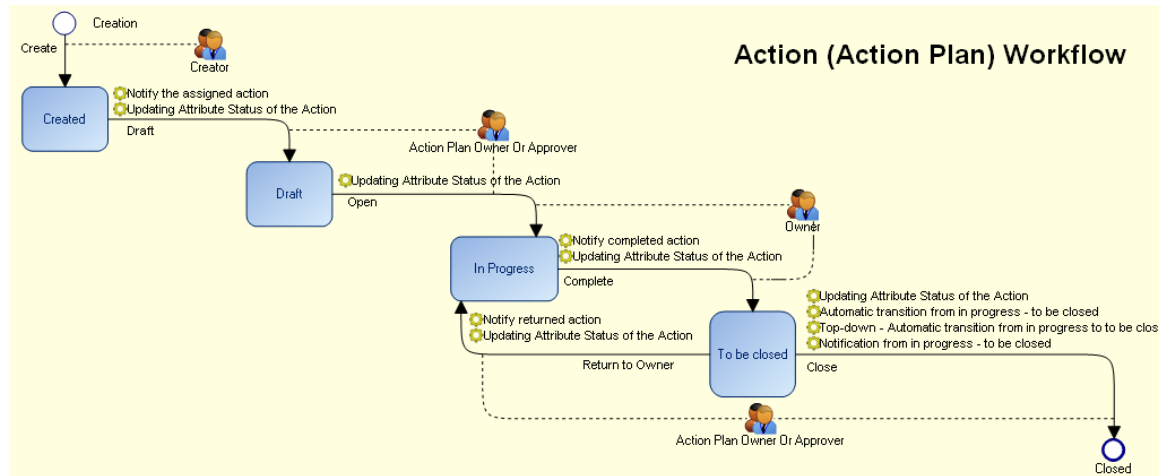 Creation
Action (Action Plan) Workflow
Create
Creator
Notify the assigned action
Updating Attribute Status of the Action
Created
Draft
Action Plan Owner Or Approver
Updating Attribute Status of the Action
Draft
Open
Owner
Notify completed action
Updating Attribute Status of the Action
In Progress
Complete
Updating Attribute Status of the Action
Automatic transition from in progress - to be closed
Top-down - Automatic transition from in progress to to be clos
Notification from in progress - to be closed
Notify returned action
Updating Attribute Status of the Action
To be closed
Return to Owner
Close
Action Plan Owner Or Approver
Closed